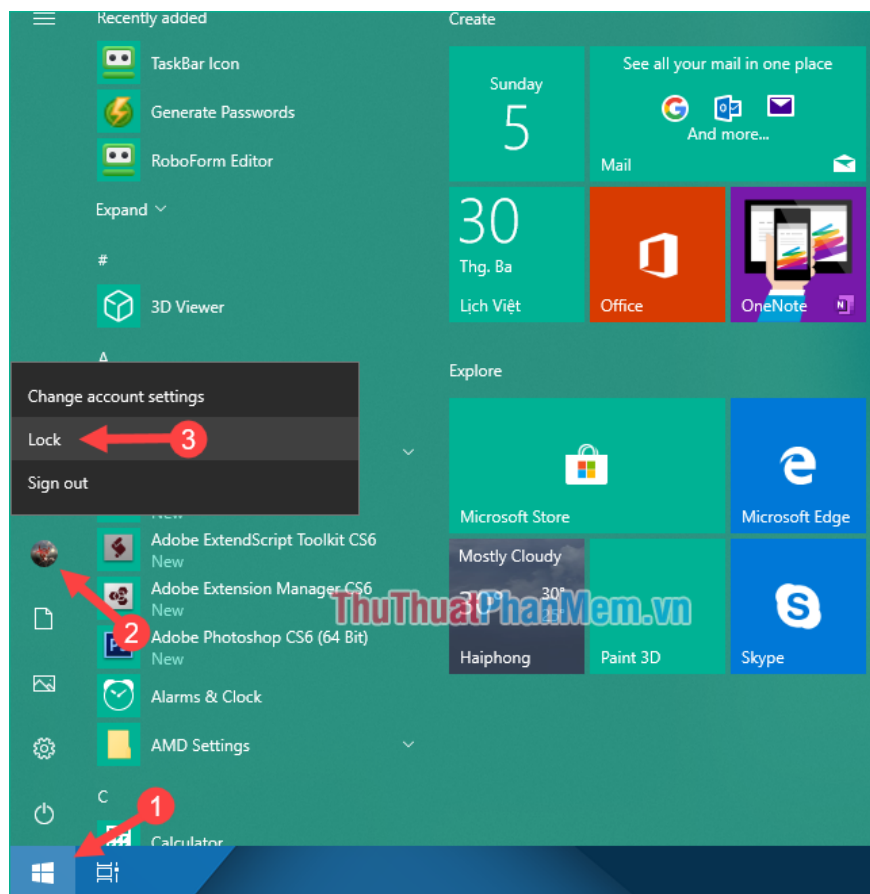 Recently added
TaskBar Icon
Generate Passwords
RoboForm Editor
Expand
#
3D Viewer
A
Change account settings
Lock
3
Sign out
New
Adobe ExtendScript Toolkit CS6
New
Adobe Extension Manager CS6
New
2
Adobe Photoshop CS6 (64 Bit)
New
Alarms & Clock
AMD Settings
C
1
Calculator
Create
Sunday
5
See all your mail in one place
And more...
Mail
30
Thg. Ba
Lịch Việt
Office
OneNote
N
Explore
Microsoft Store
Microsoft Edge
Mostly Cloudy
30°
30°
25°
Haiphong
Paint 3D
Skype
ThuThuatPhanMem.vn